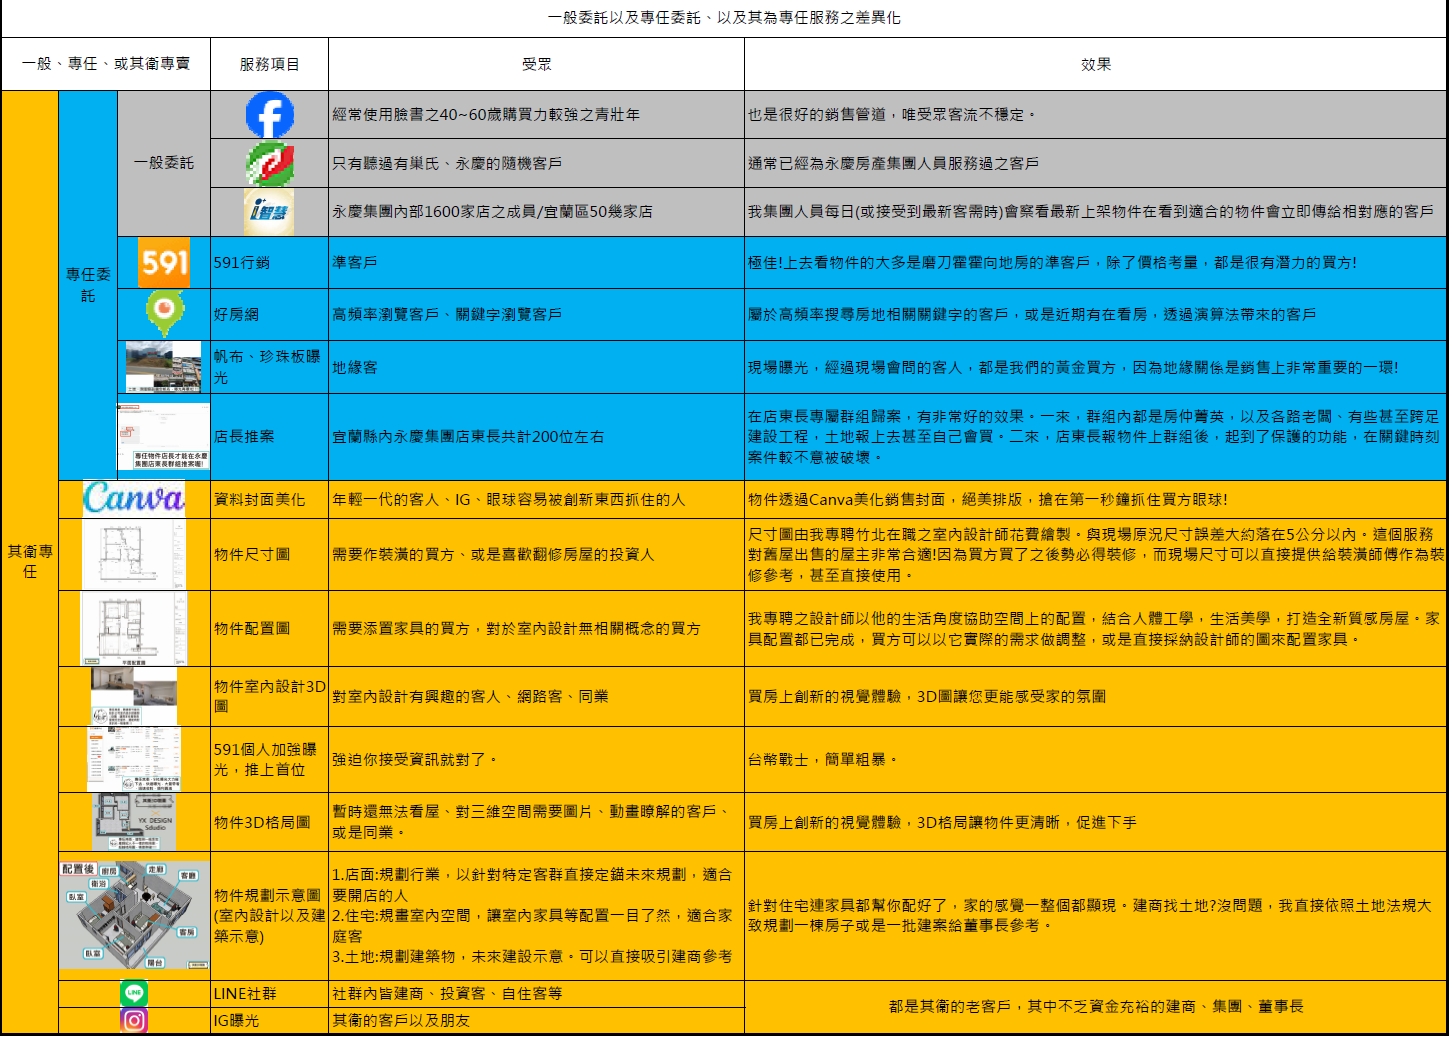 一般委託以及專任委託、以及其為專任服務之差異化
一般、專任、或其衛專賣
服務項目
受眾
效果
其衛專
任
專任委
託
一般委託
經常使用臉書之40~60歲購買力較強之青壯年
也是很好的銷售管道，唯受眾客流不穩定。
只有聽過有巢氏、永慶的隨機客戶
通常已經為永慶房產集團人員服務過之客戶
i智慧
永慶集團內部1600家店之成員/宜蘭區50幾家店
我集團人員每日(或接受到最新客需時)會察看最新上架物件在看到適合的物件會立即傳給相對應的客戶
591
591行銷
準客戶
極佳!上去看物件的大多是磨刀霍霍向地房的準客戶，除了價格考量，都是很有潛力的買方!
好房網
高頻率瀏覽客戶、關鍵字瀏覽客戶
屬於高頻率搜尋房地相關關鍵字的客戶，或是近期有在看房，透過演算法帶來的客戶
帆布、珍珠板曝
光
地緣客
現場曝光，經過現場會問的客人，都是我們的黃金買方，因為地緣關係是銷售上非常重要的一環!
專任物件店長才能在永慶
集團店東長群組推案喔!
店長推案
宜蘭縣內永慶集團店東長共計200位左右
在店東長專屬群組歸案，有非常好的效果。一來，群組內都是房仲菁英，以及各路老闆、有些甚至跨足
建設工程，土地報上去甚至自己會買。二來，店東長報物件上群組後，起到了保護的功能，在關鍵時刻
案件較不意被破壞。
Canva
資料封面美化
年輕一代的客人、IG、眼球容易被創新東西抓住的人
物件透過Canva美化銷售封面，絕美排版，搶在第一秒鐘抓住買方眼球!
物件尺寸圖
需要作裝潢的買方、或是喜歡翻修房屋的投資人
尺寸圖由我專聘竹北在職之室內設計師花費繪製。與現場原況尺寸誤差大約落在5公分以內。這個服務
對舊屋出售的屋主非常合適!因為買方買了之後勢必得裝修，而現場尺寸可以直接提供給裝潢師傅作為裝
修參考，甚至直接使用。
平面配置圖
物件配置圖
需要添置家具的買方，對於室內設計無相關概念的買方
我專聘之設計師以他的生活角度協助空間上的配置，結合人體工學，生活美學，打造全新質感房屋。家
具配置都已完成，買方可以以它實際的需求做調整，或是直接採納設計師的圖來配置家具。
物件室內設計3D
圖
對室內設計有興趣的客人、網路客、同業
買房上創新的視覺體驗，3D圖讓您更能感受家的氛圍
591個人加強曝
光，推上首位
強迫你接受資訊就對了。
台幣戰士，簡單粗暴。
YX DESIGN
Sdudio
物件3D格局圖
暫時還無法看屋、對三維空間需要圖片、動畫瞭解的客戶、
或是同業。
買房上創新的視覺體驗，3D格局讓物件更清晰，促進下手
配置後
廚房
走廊
客廳
衛浴
臥室
客房
臥室
陽台
物件規劃示意圖
(室內設計以及建
築示意)
1.店面:規劃行業，以針對特定客群直接定錨未來規劃，適合
要開店的人
2.住宅:規畫室內空間，讓室內家具等配置一目了然，適合家
庭客
3.土地:規劃建築物，未來建設示意。可以直接吸引建商參考
針對住宅連家具都幫你配好了，家的感覺一整個都顯現。建商找土地?沒問題，我直接依照土地法規大
致規劃一棟房子或是一批建案給董事長參考。
LINE
LINE社群
社群內皆建商、投資客、自住客等
IG曝光
其衛的客戶以及朋友
都是其衛的老客戶，其中不乏資金充裕的建商、集團、董事長